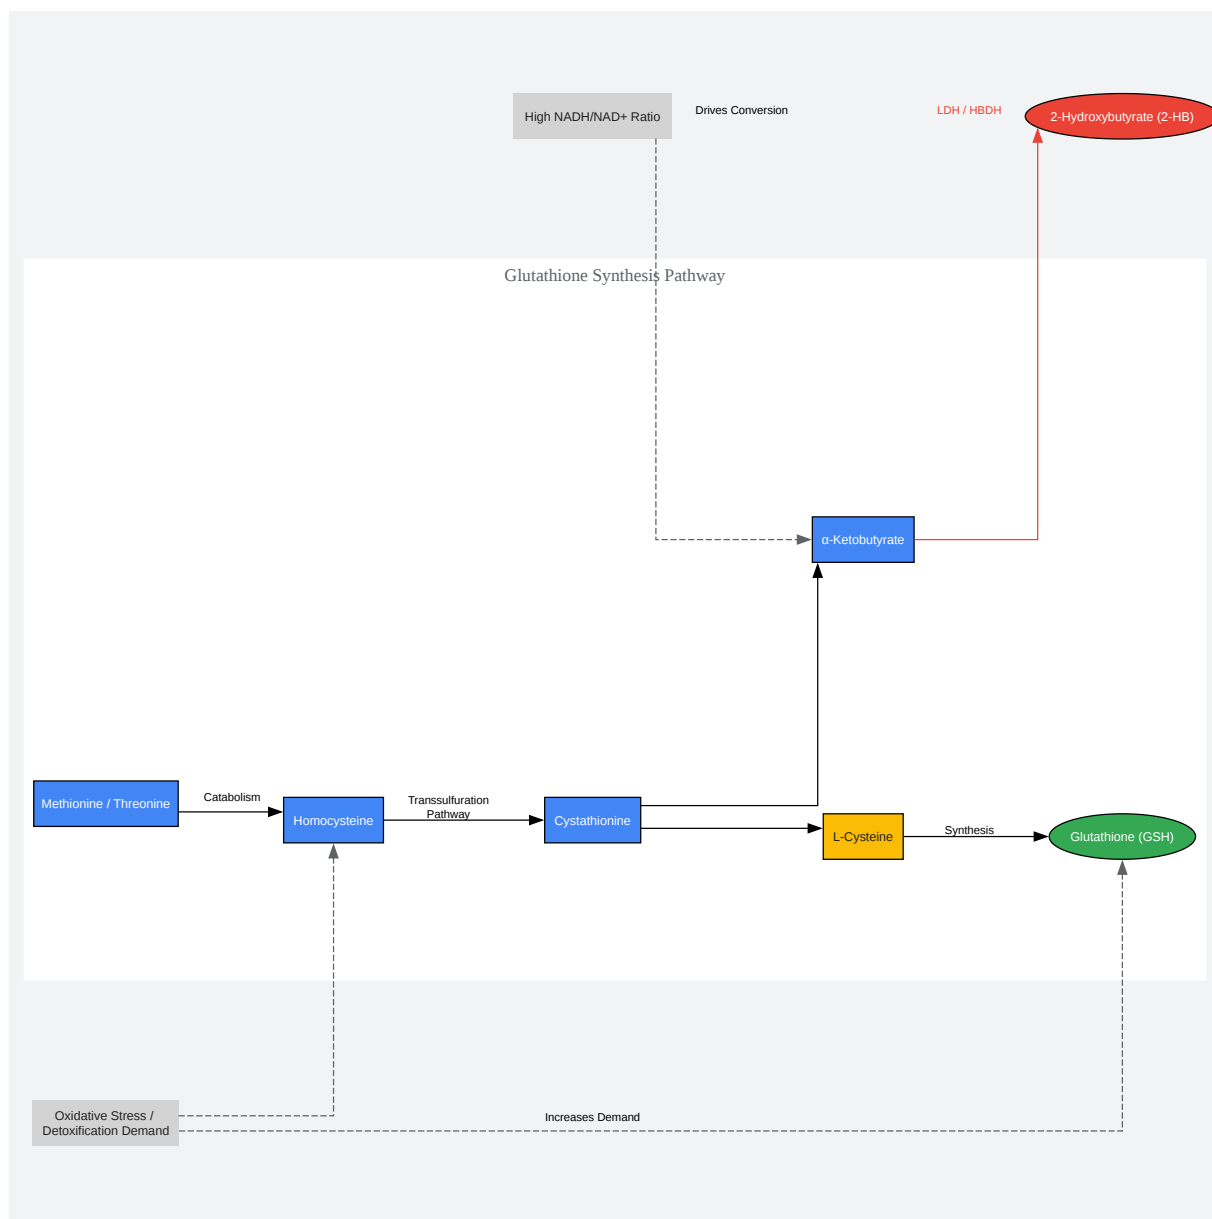 High NADH/NAD+ Ratio
Drives Conversion
LDH / HBDH
2-Hydroxybutyrate (2-HB)
Glutathione Synthesis Pathway
α-Ketobutyrate
Methionine / Threonine
Catabolism
Homocysteine
Transsulfuration
Pathway
Cystathionine
L-Cysteine
Synthesis
Glutathione (GSH)
Oxidative Stress /
Detoxification Demand
Increases Demand